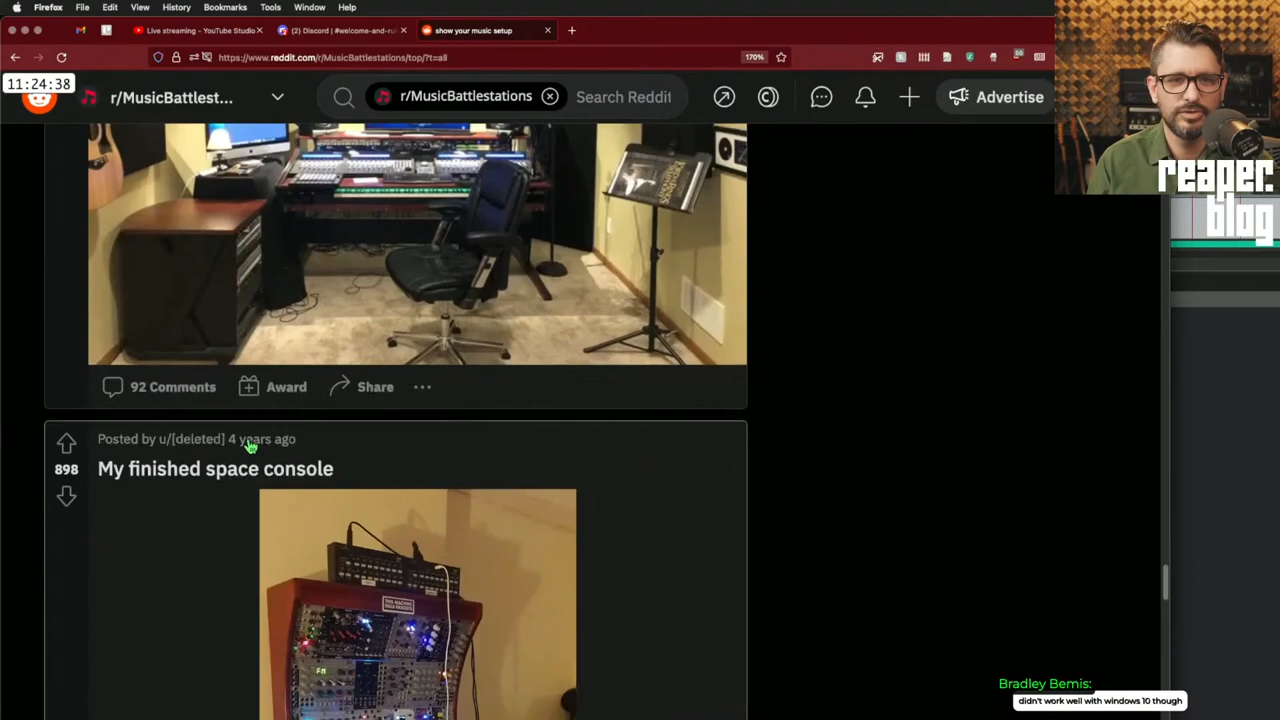 Firefox File Edit View History Bookmarks Tools Window Help
Live streaming - YouTube Studio
(2) Discord | #welcome-and-ru
show your music setup
https://www.reddit.com/r/MusicBattlestations/top/?t=all
170%
50
11:24:38
r/MusicBattlest...
r/MusicBattlestations
Search Reddit
Advertise
reaper.
blog
92 Comments
Award
Share
Posted by u/[deleted] 4 years ago
898
My finished space console
FM
Bradley Bemis:
didn't work well with windows 10 though